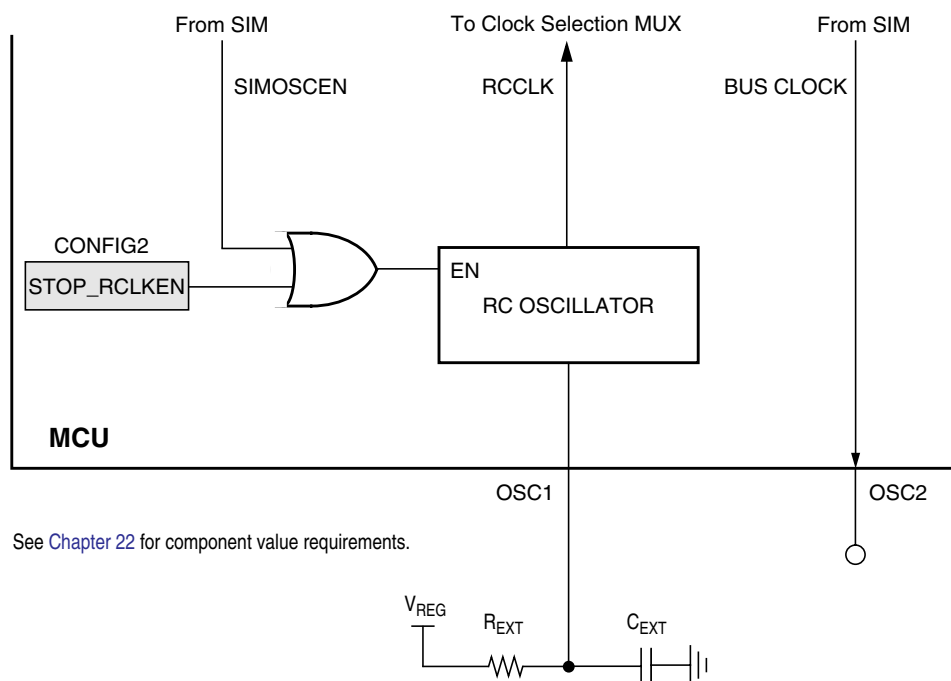 From SIM
To Clock Selection MUX
From SIM
SIMOSCEN
RCCLK
BUS CLOCK
CONFIG2
STOP_RCLKEN
EN
RC OSCILLATOR
MCU
OSC1
OSC2
See Chapter 22 for component value requirements.
VREG
REXT
CEXT